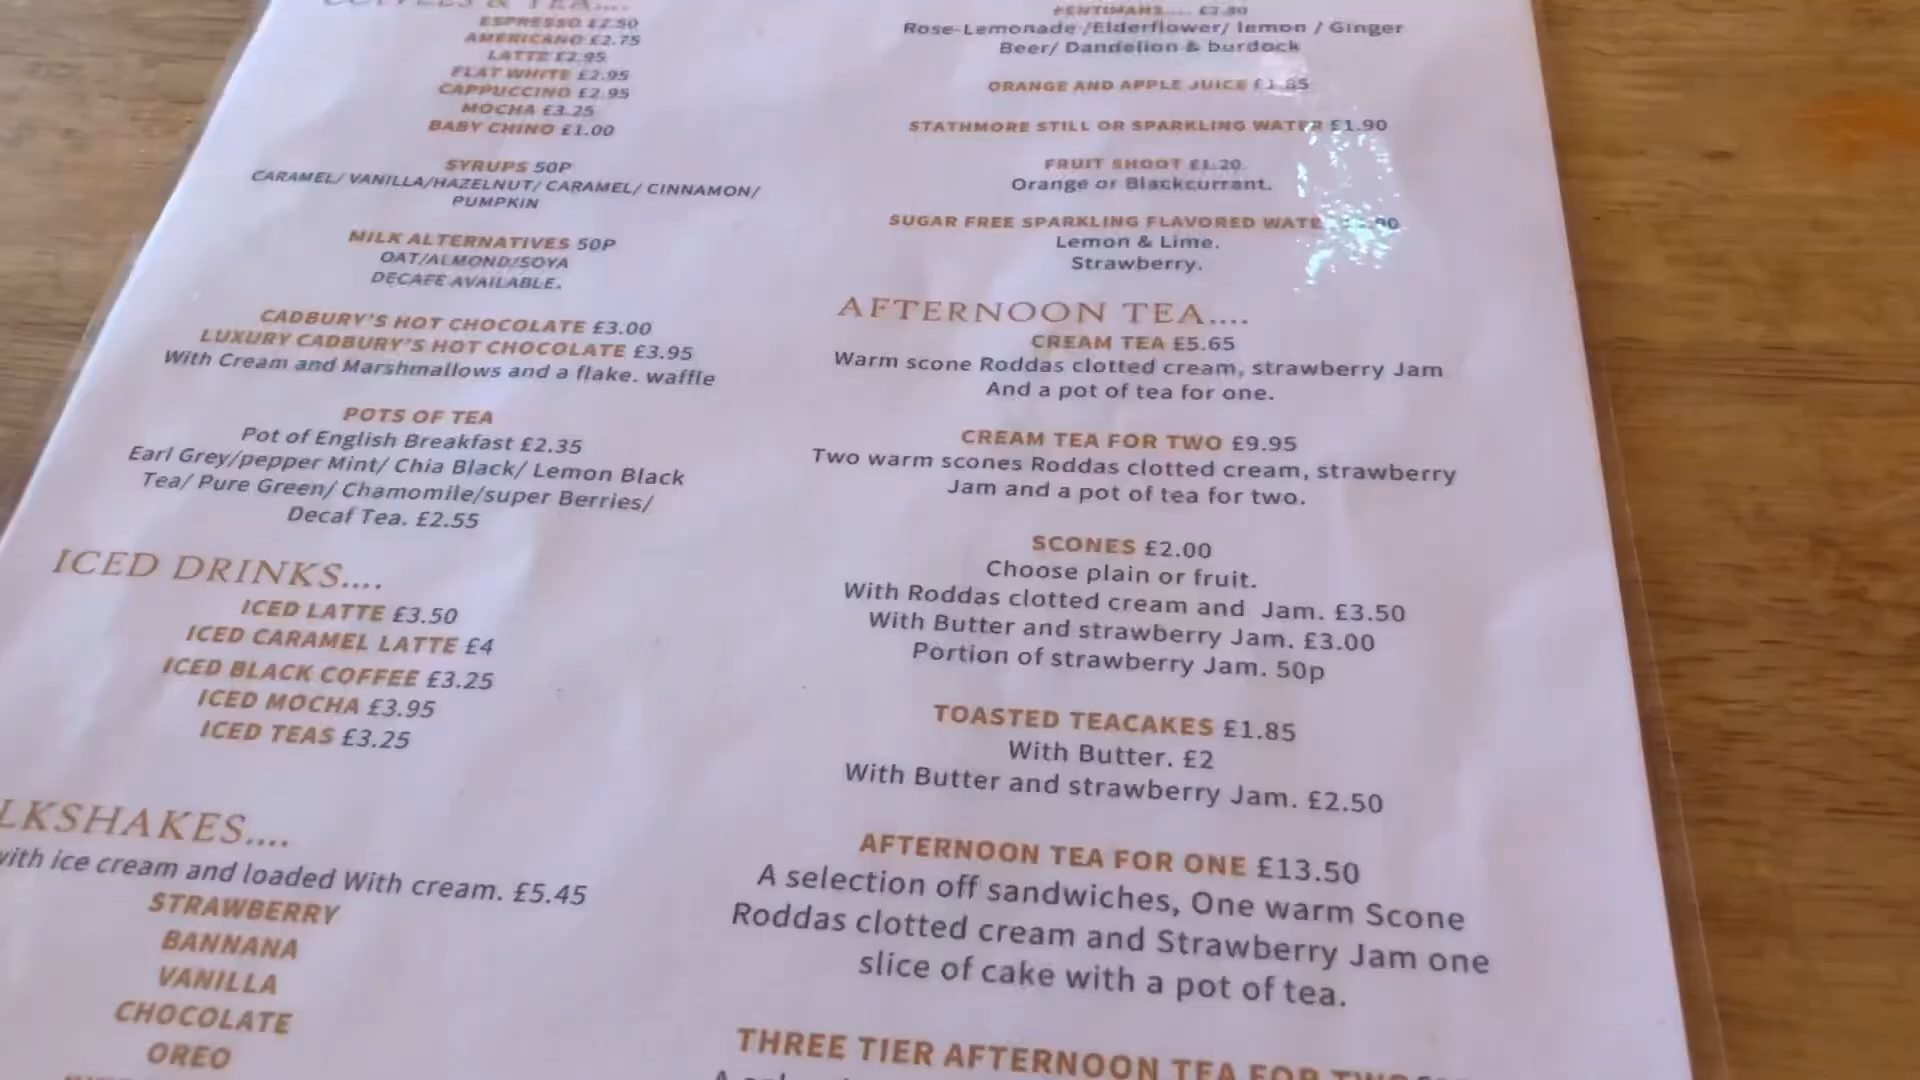 COFFEES & TEA....
ESPRESSO £2.50
AMERICANO £2.75
LATTE £2.95
FLAT WHITE £2.95
CAPPUCCINO £2.95
MOCHA £3.25
BABY CHINO £1.00
SYRUPS 50P
CARAMEL/ VANILLA/HAZELNUT/ CARAMEL/ CINNAMON/
PUMPKIN
MILK ALTERNATIVES 50P
OAT/ALMOND/SOYA
DECAFE AVAILABLE.
CADBURY'S HOT CHOCOLATE £3.00
LUXURY CADBURY'S HOT CHOCOLATE £3.95
With Cream and Marshmallows and a flake. waffle
POTS OF TEA
Pot of English Breakfast £2.35
Earl Grey/pepper Mint/ Chia Black/ Lemon Black
Tea/ Pure Green/ Chamomile/super Berries/
Decaf Tea. £2.55
ICED DRINKS....
ICED LATTE £3.50
ICED CARAMEL LATTE £4
ICED BLACK COFFEE £3.25
ICED MOCHA £3.95
ICED TEAS £3.25
LKSHAKES....
with ice cream and loaded With cream. £5.45
STRAWBERRY
BANNANA
VANILLA
CHOCOLATE
OREO
FENTIMANS....
Rose-Lemonade /Elderflower/ lemon / Ginger
Beer/ Dandelion & burdock
ORANGE AND APPLE JUICE £1.85
STATHMORE STILL OR SPARKLING WATER £1.90
FRUIT SHOOT £1.20
Orange or Blackcurrant.
SUGAR FREE SPARKLING FLAVORED WATE
Lemon & Lime.
Strawberry.
AFTERNOON TEA....
CREAM TEA £5.65
Warm scone Roddas clotted cream, strawberry Jam
And a pot of tea for one.
CREAM TEA FOR TWO £9.95
Two warm scones Roddas clotted cream, strawberry
Jam and a pot of tea for two.
SCONES £2.00
Choose plain or fruit.
With Roddas clotted cream and Jam. £3.50
With Butter and strawberry Jam. £3.00
Portion of strawberry Jam. 50p
TOASTED TEACAKES £1.85
With Butter. £2
With Butter and strawberry Jam. £2.50
AFTERNOON TEA FOR ONE £13.50
A selection off sandwiches, One warm Scone
Roddas clotted cream and Strawberry Jam one
slice of cake with a pot of tea.
THREE TIER AFTERNOON TEA FOR TWO